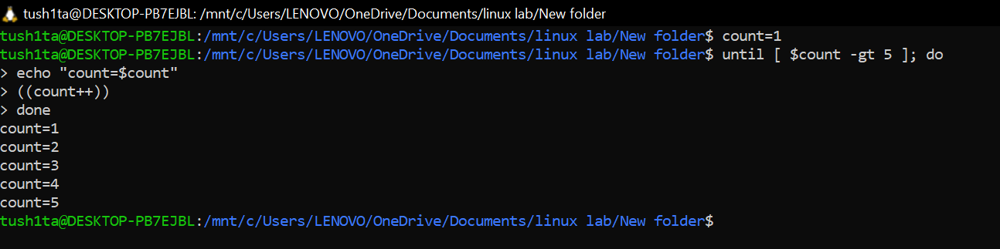 tush1ta@DESKTOP-PB7EJBL: /mnt/c/Users/LENOVO/OneDrive/Documents/linux lab/New folder
tush1ta@DESKTOP-PB7EJBL:/mnt/c/Users/LENOVO/OneDrive/Documents/linux lab/New folder$ count=1
tush1ta@DESKTOP-PB7EJBL:/mnt/c/Users/LENOVO/OneDrive/Documents/linux lab/New folder$ until [ $count -gt 5 ]; do
> echo "count=$count"
> ((count++))
> done
count=1
count=2
count=3
count=4
count=5
tush1ta@DESKTOP-PB7EJBL:/mnt/c/Users/LENOVO/OneDrive/Documents/linux lab/New folder$